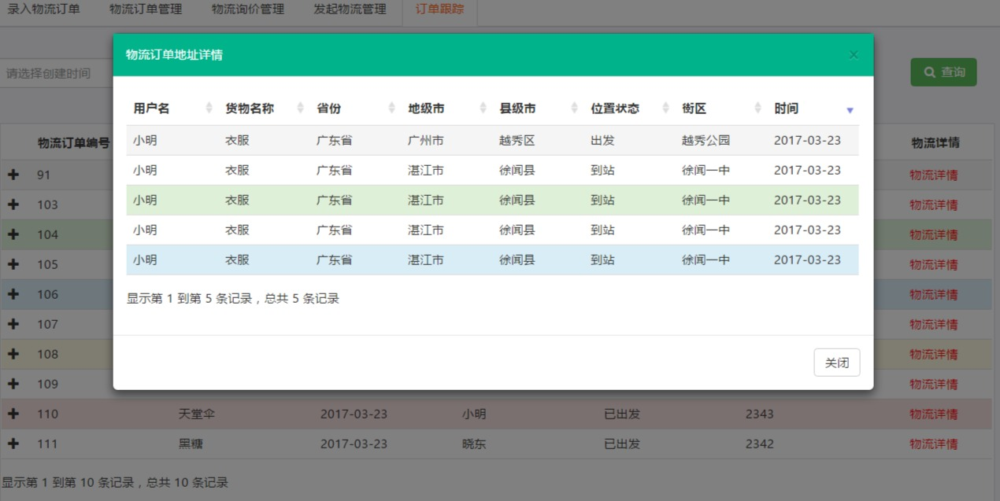 录入物流订单 物流订单管理 物流询价管理 发起物流管理 订单跟踪
物流订单地址详情 ×
请选择创建时间 查询
用户名 货物名称 省份 地级市 县级市 位置状态 街区 时间
小明 衣服 广东省 广州市 越秀区 出发 越秀公园 2017-03-23
小明 衣服 广东省 湛江市 徐闻县 到站 徐闻一中 2017-03-23
小明 衣服 广东省 湛江市 徐闻县 到站 徐闻一中 2017-03-23
小明 衣服 广东省 湛江市 徐闻县 到站 徐闻一中 2017-03-23
小明 衣服 广东省 湛江市 徐闻县 到站 徐闻一中 2017-03-23
显示第 1 到第 5 条记录，总共 5 条记录
关闭
物流订单编号 物流详情
91 物流详情
103 物流详情
104 物流详情
105 物流详情
106 物流详情
107 物流详情
108 物流详情
109 物流详情
110 天堂伞 2017-03-23 小明 已出发 2343 物流详情
111 黑糖 2017-03-23 晓东 已出发 2342 物流详情
显示第 1 到第 10 条记录，总共 10 条记录